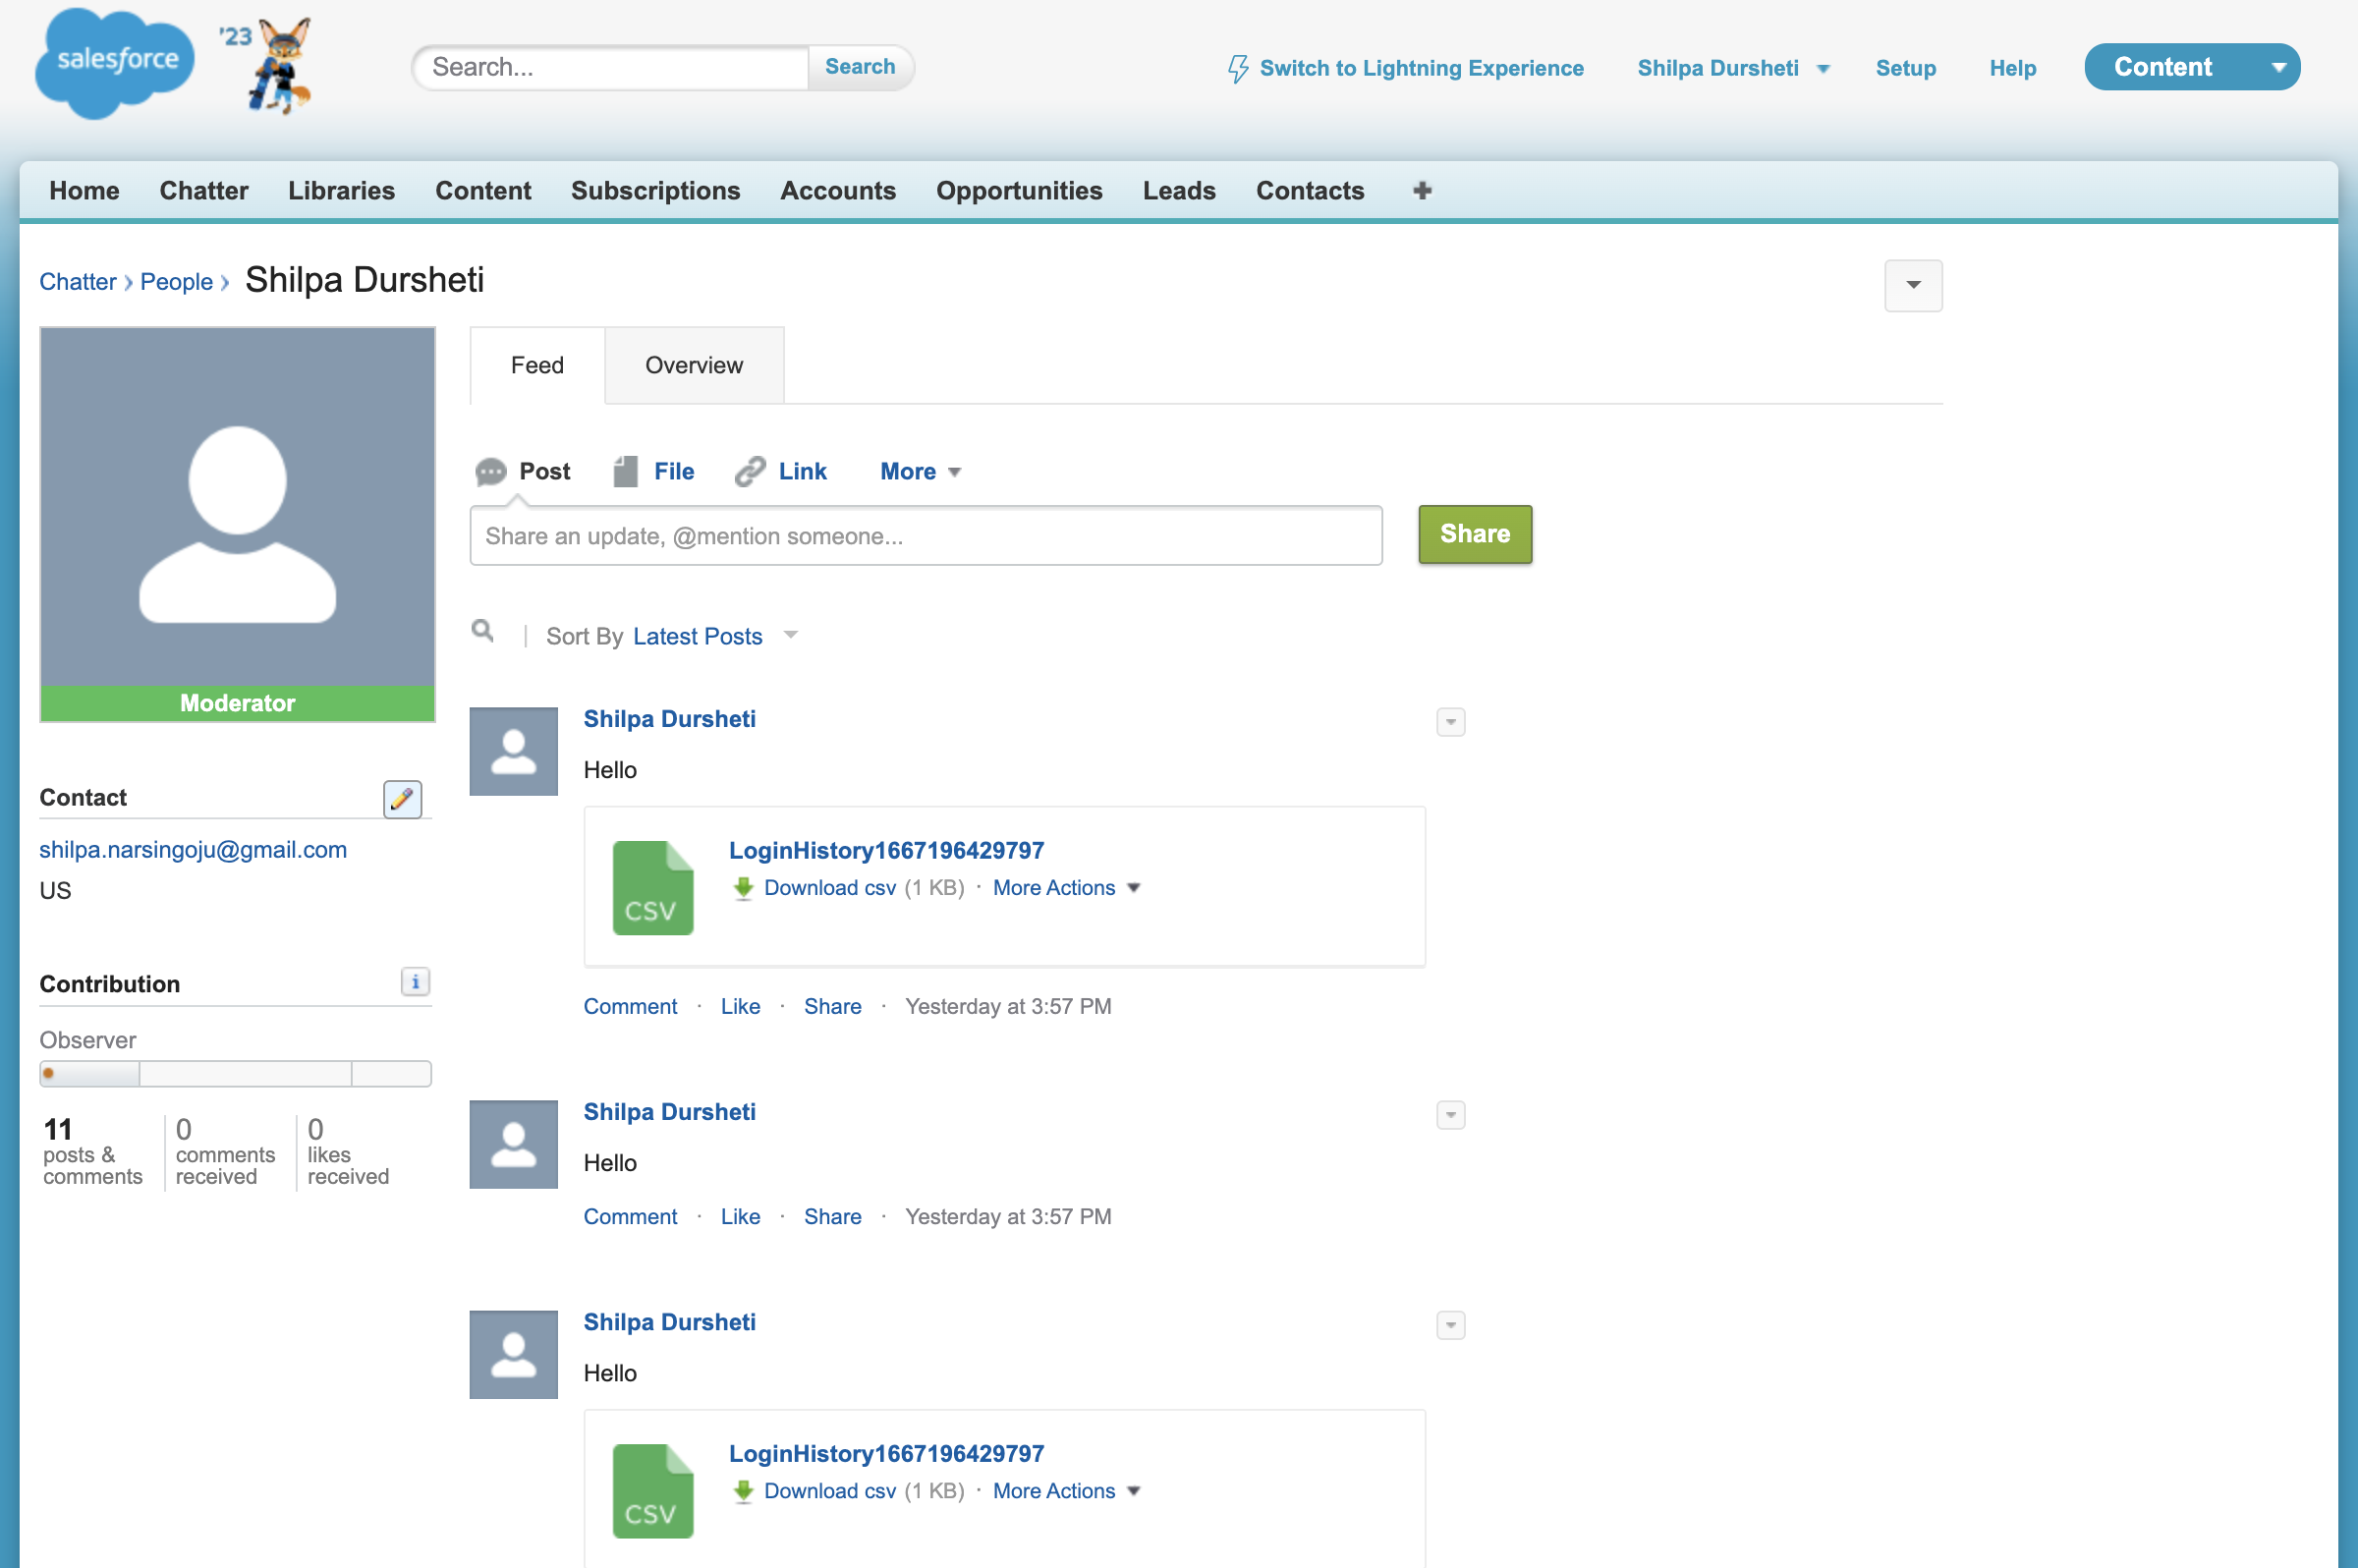 salesforce
'23
Search...
Search
Switch to Lightning Experience
Shilpa Dursheti
Setup
Help
Content
Home Chatter Libraries Content Subscriptions Accounts Opportunities Leads Contacts
Chatter › People › Shilpa Dursheti
Moderator
Contact
shilpa.narsingoju@gmail.com
US
Contribution
i
Observer
11
posts &
comments
0
comments
received
0
likes
received
Feed
Overview
Post File Link More
Share an update, @mention someone...
Share
| Sort By Latest Posts
Shilpa Dursheti
Hello
CSV
LoginHistory1667196429797
Download csv (1 KB) · More Actions
Comment · Like · Share · Yesterday at 3:57 PM
Shilpa Dursheti
Hello
Comment · Like · Share · Yesterday at 3:57 PM
Shilpa Dursheti
Hello
CSV
LoginHistory1667196429797
Download csv (1 KB) · More Actions